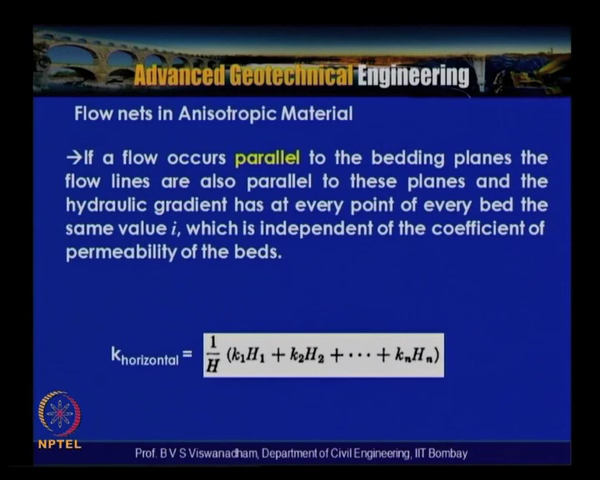 Advanced Geotechnical Engineering
Flow nets in Anisotropic Material
→If a flow occurs parallel to the bedding planes the
flow lines are also parallel to these planes and the
hydraulic gradient has at every point of every bed the
same value i, which is independent of the coefficient of
permeability of the beds.
k_horizontal = 1/H (k₁H₁ + k₂H₂ + · · · + kₙHₙ)
NPTEL
Prof. B V S Viswanadham, Department of Civil Engineering, IIT Bombay